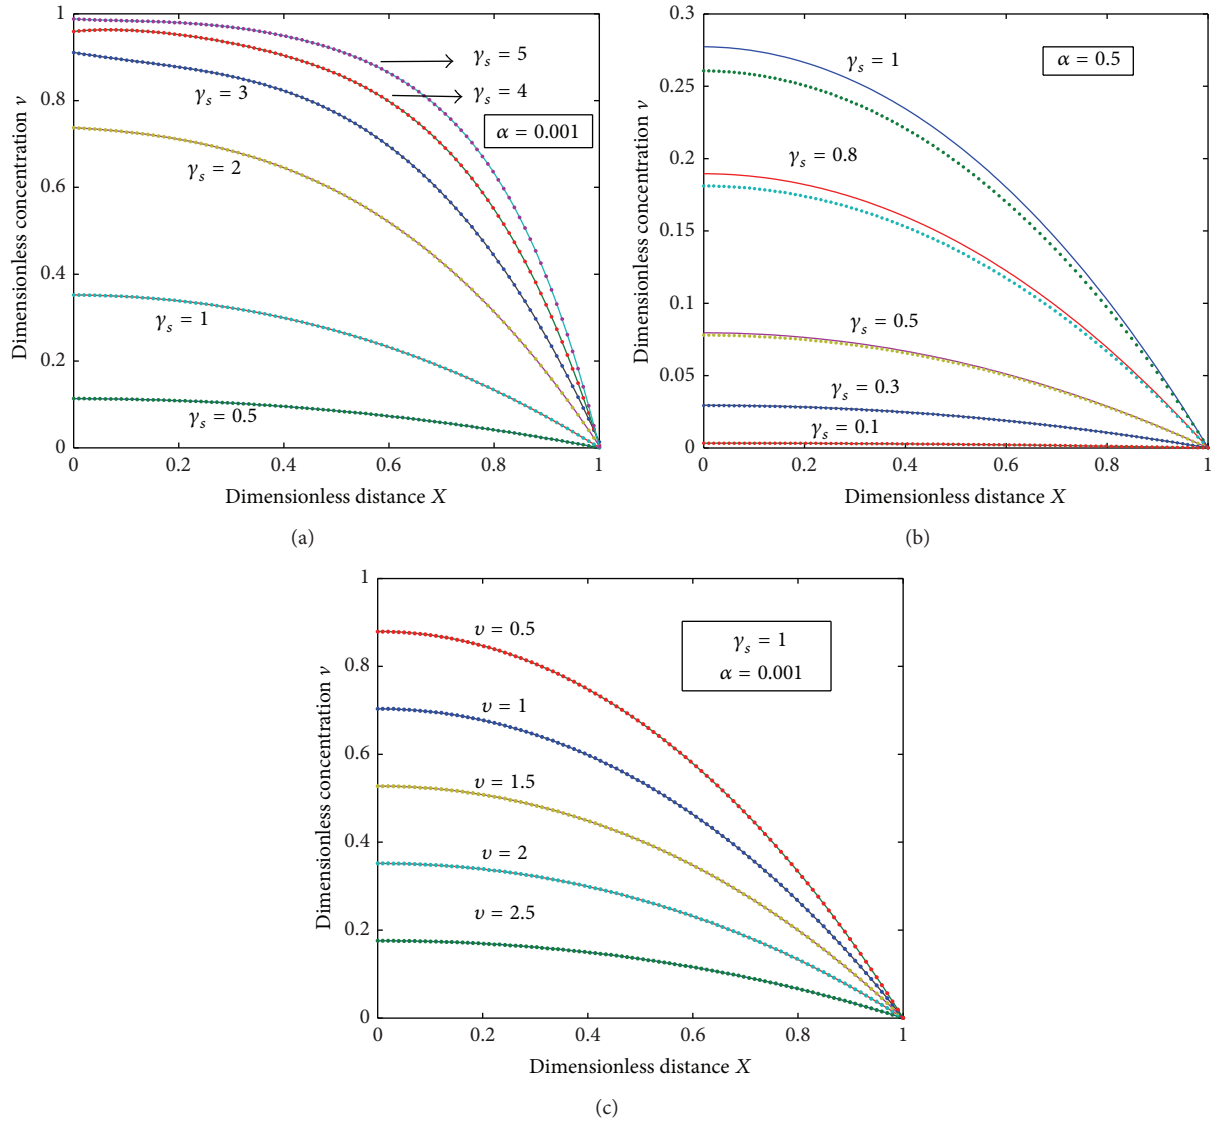 1
0.8
0.6
0.4
0.2
0
0 0.2 0.4 0.6 0.8 1
Dimensionless concentration ν
Dimensionless distance X
γₛ = 5
γₛ = 4
γₛ = 3
α = 0.001
γₛ = 2
γₛ = 1
γₛ = 0.5
(a)
0.3
0.25
0.2
0.15
0.1
0.05
0
0 0.2 0.4 0.6 0.8 1
Dimensionless concentration ν
Dimensionless distance X
γₛ = 1
α = 0.5
γₛ = 0.8
γₛ = 0.5
γₛ = 0.3
γₛ = 0.1
(b)
1
0.8
0.6
0.4
0.2
0
0 0.2 0.4 0.6 0.8 1
Dimensionless concentration ν
Dimensionless distance X
υ = 0.5
γₛ = 1
α = 0.001
υ = 1
υ = 1.5
υ = 2
υ = 2.5
(c)